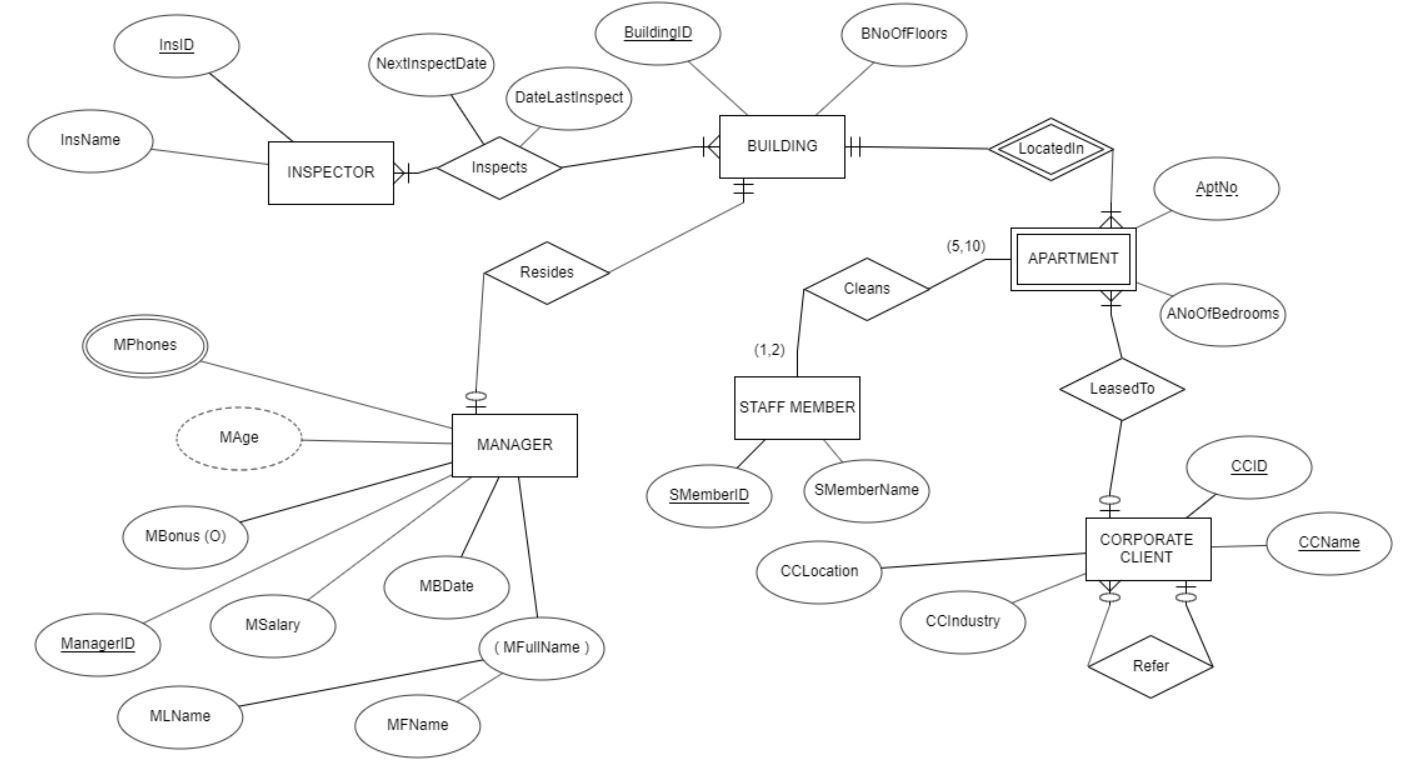 InsID
NextInspectDate
BuildingID
BNoOfFloors
DateLastInspect
InsName
INSPECTOR
Inspects
BUILDING
LocatedIn
AptNo
(5,10)
APARTMENT
Resides
Cleans
ANoOfBedrooms
MPhones
(1,2)
LeasedTo
STAFF MEMBER
MAge
MANAGER
CCID
SMemberID
SMemberName
MBonus (O)
CORPORATE
CLIENT
CCName
CCLocation
MBDate
CCIndustry
MSalary
ManagerID
( MFullName )
Refer
MLName
MFName